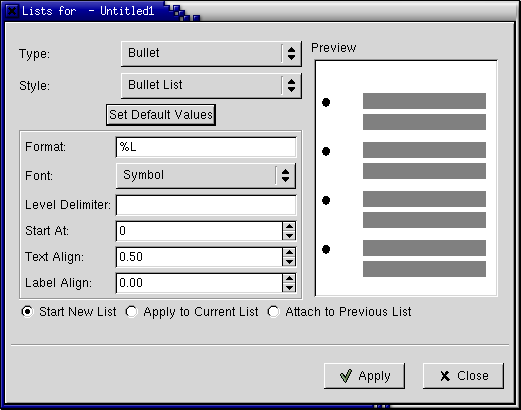 Lists for  - Untitled1
Type: Bullet
Style: Bullet List
Set Default Values
Format: %L
Font: Symbol
Level Delimiter:
Start At: 0
Text Align: 0.50
Label Align: 0.00
Preview
Start New List Apply to Current List Attach to Previous List
Apply Close